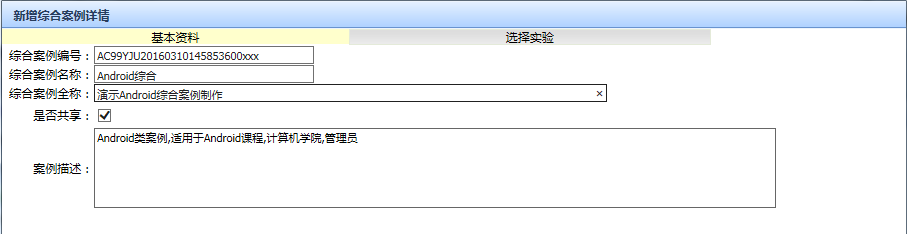 新增综合案例详情
基本资料 选择实验
综合案例编号： AC99YJU20160310145853600xxx
综合案例名称： Android综合
综合案例全称： 演示Android综合案例制作 ×
是否共享：
案例描述： Android类案例,适用于Android课程,计算机学院,管理员